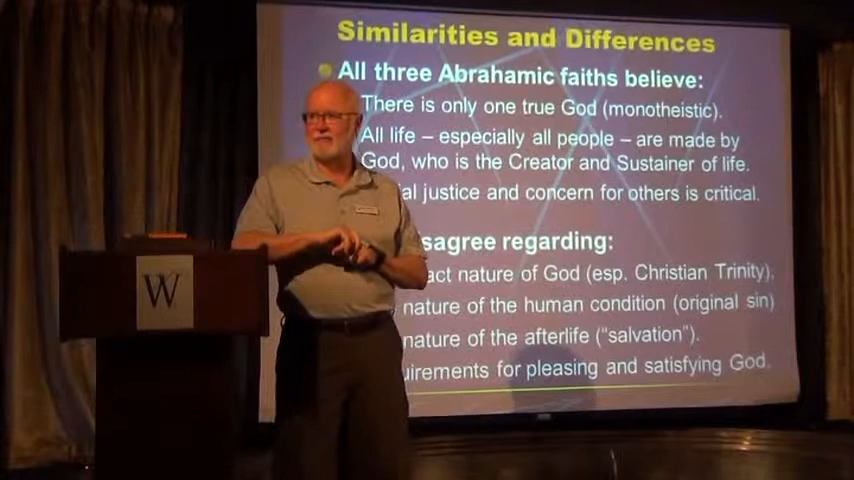 Similarities and Differences
All three Abrahamic faiths believe:
There is only one true God (monotheistic).
All life – especially all people – are made by
God, who is the Creator and Sustainer of life.
justice and concern for others is critical.
regarding:
nature of God (esp. Christian Trinity).
nature of the human condition (original sin)
nature of the afterlife (“salvation”).
for pleasing and satisfying God.
W